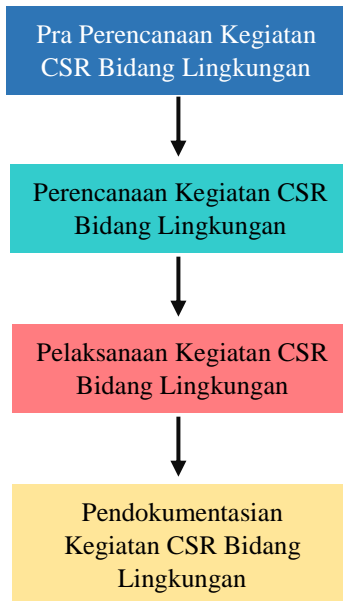 Pra Perencanaan Kegiatan
CSR Bidang Lingkungan
Perencanaan Kegiatan CSR
Bidang Lingkungan
Pelaksanaan Kegiatan CSR
Bidang Lingkungan
Pendokumentasian
Kegiatan CSR Bidang
Lingkungan